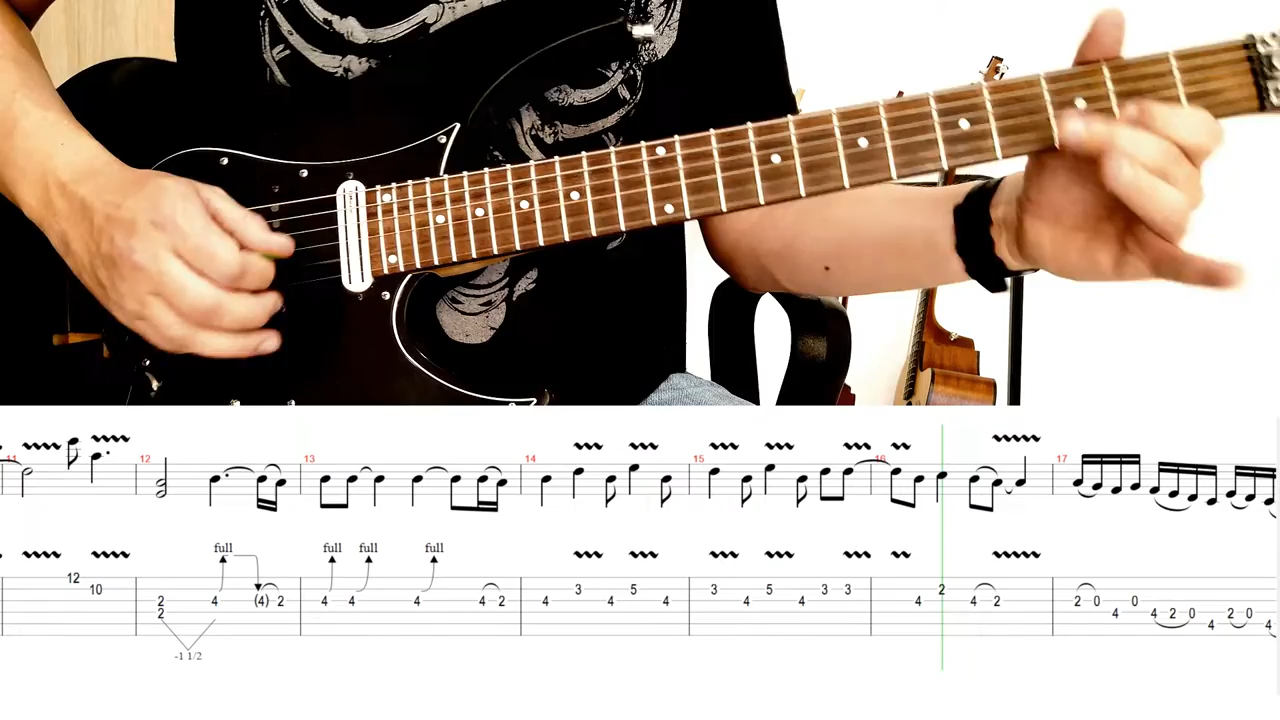 11 12 13 14 15 16 17
full full full full
12
10 3 5 3 5 3 3 2
2 4 (4) 2 4 4 4 4 2 4 4 4 4 4 4 4 4 2 2 0 0
2 4 4 2 0 2 0
4 4
-1 1/2